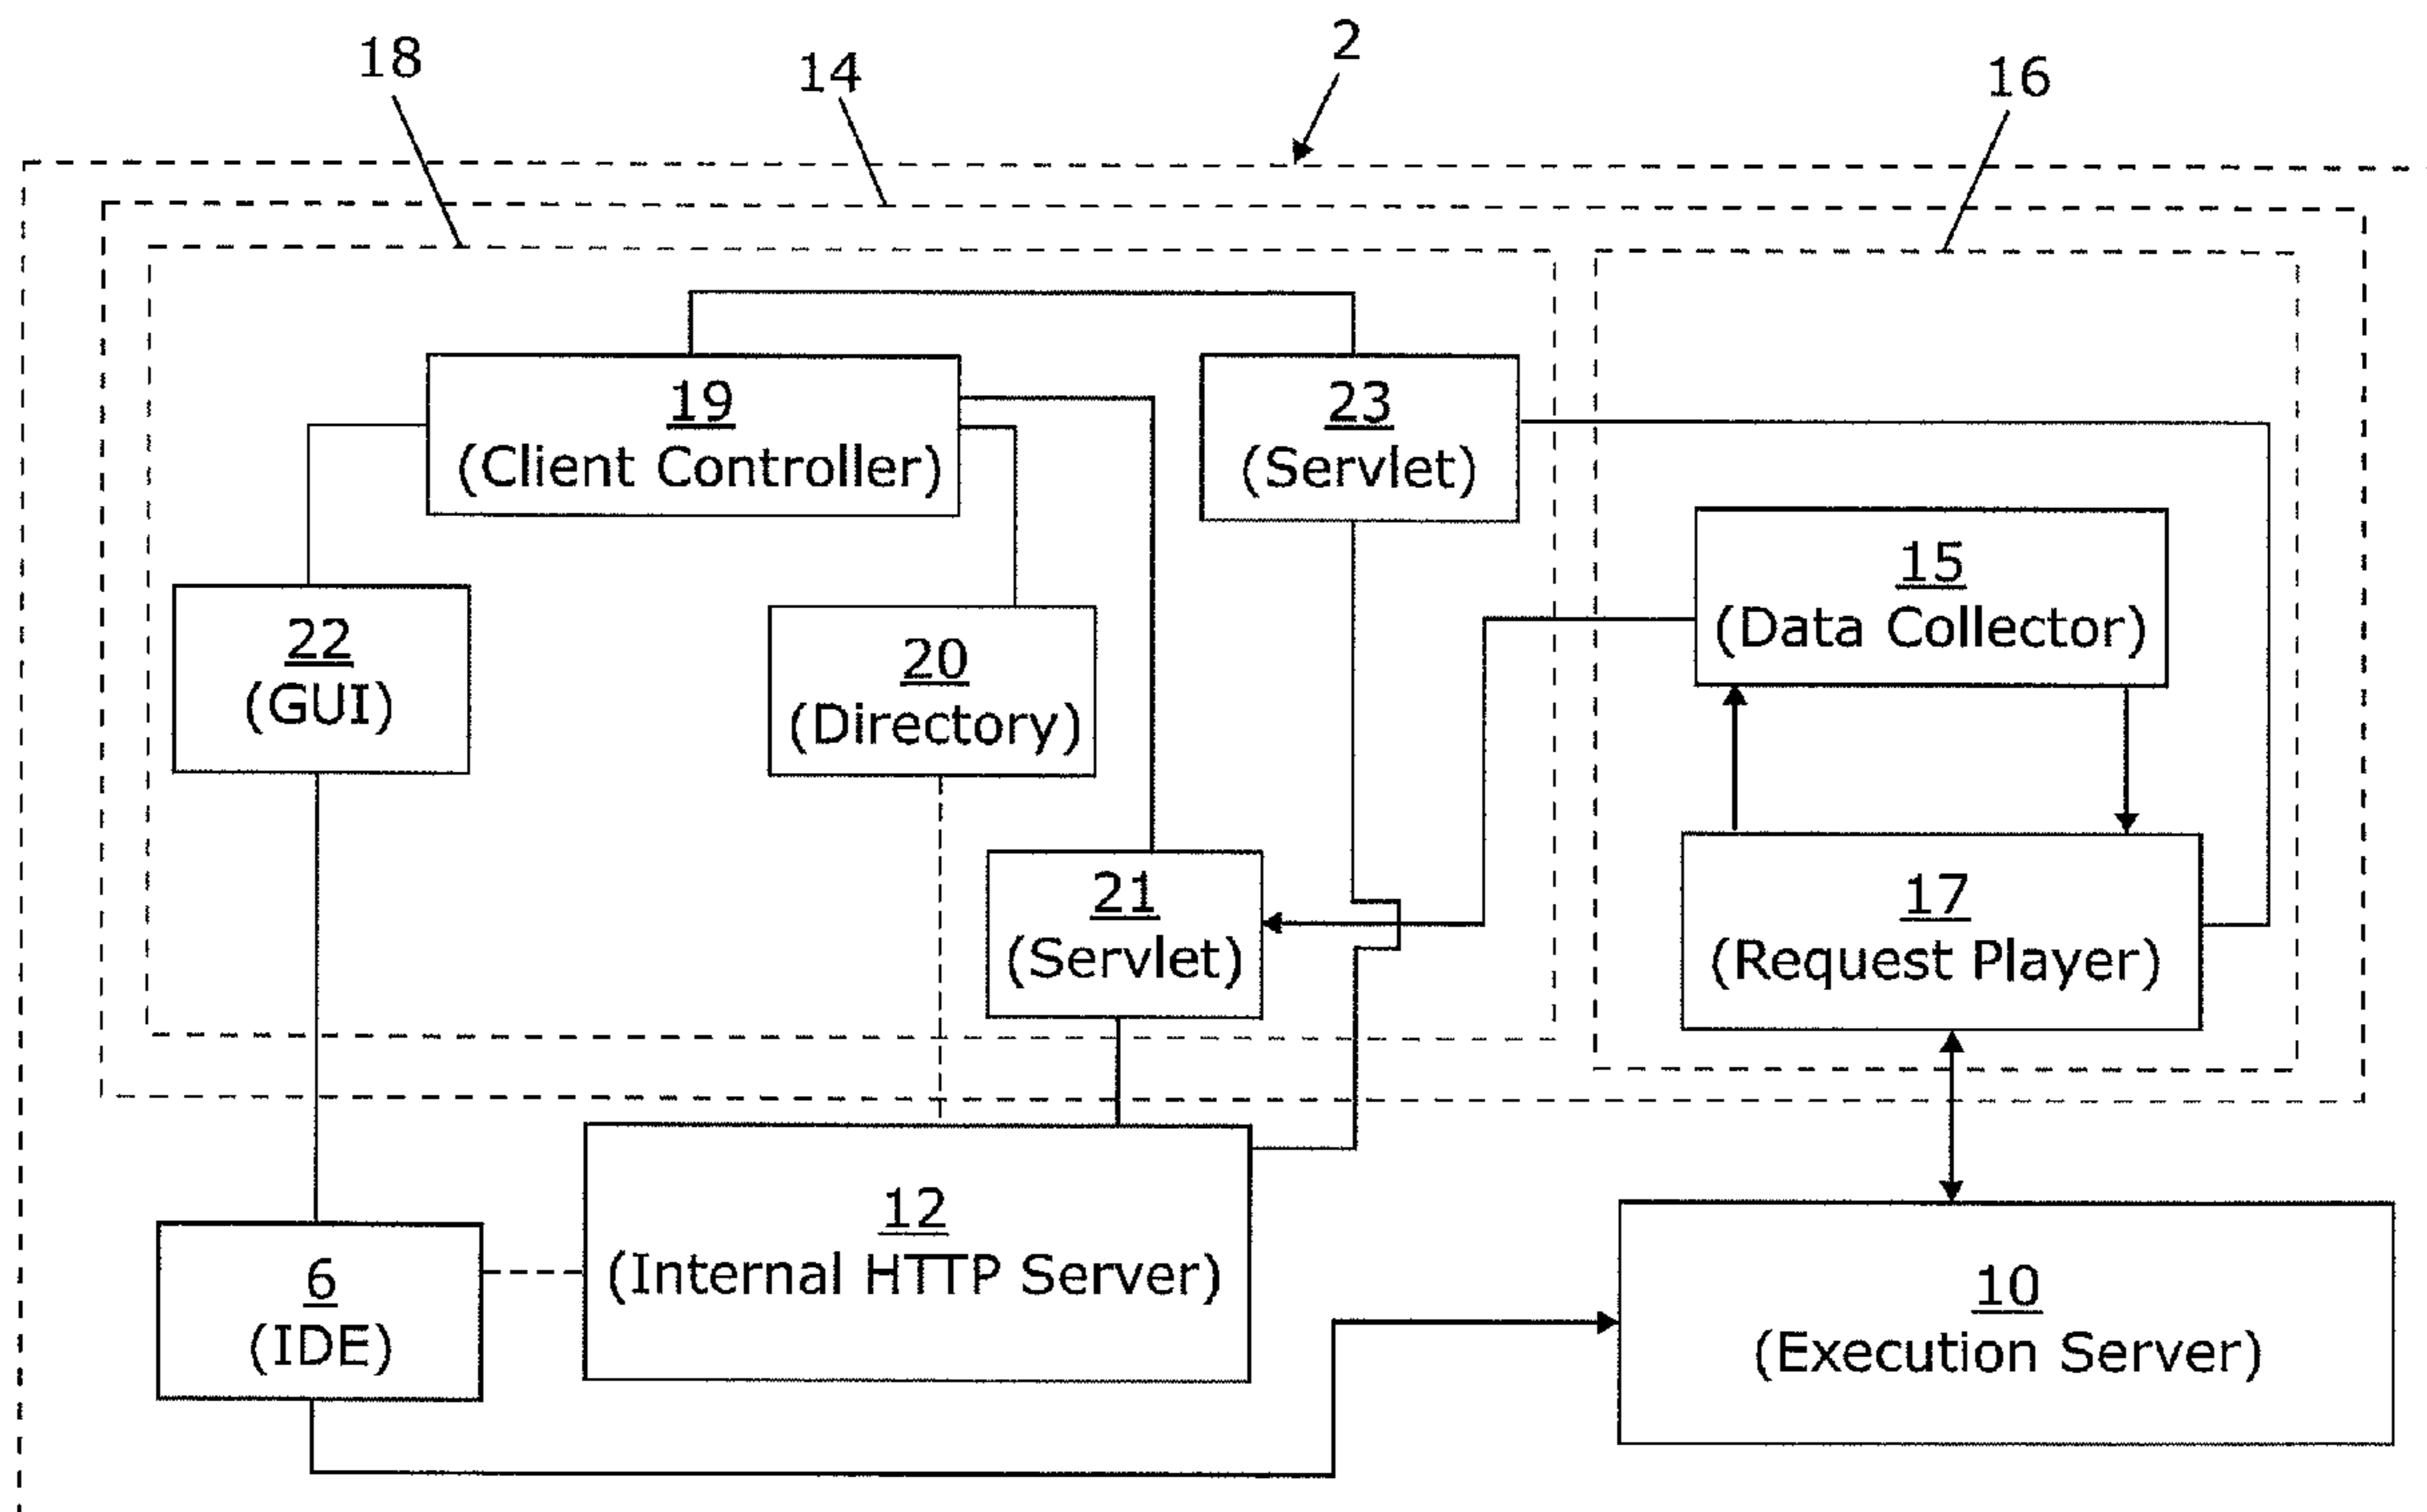 2
18
14
16
19
(Client Controller)
23
(Servlet)
15
(Data Collector)
22
(GUI)
20
(Directory)
21
(Servlet)
17
(Request Player)
12
(Internal HTTP Server)
6
(IDE)
10
(Execution Server)